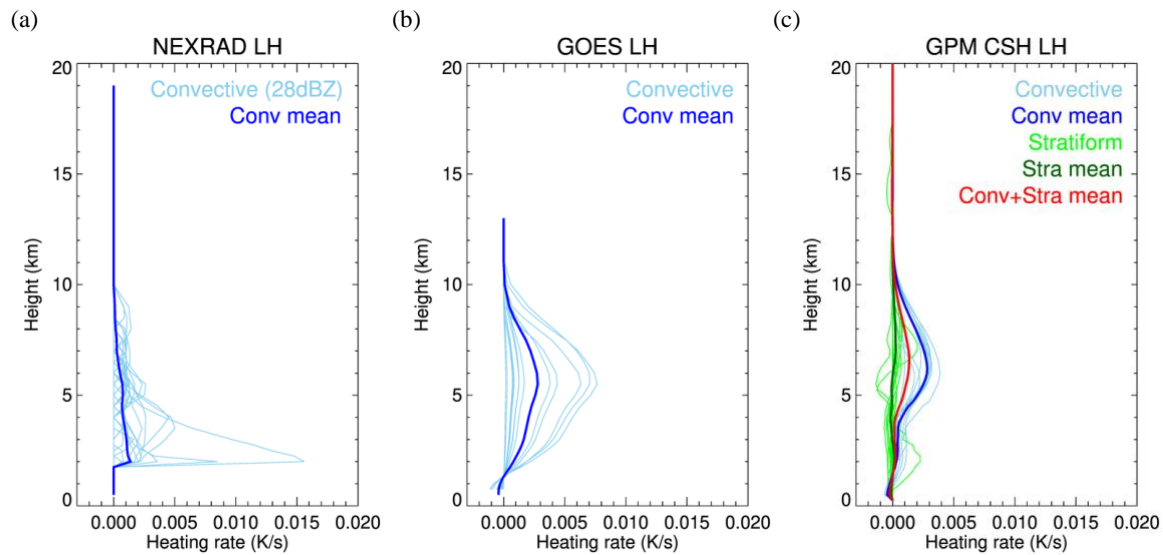 (a)
NEXRAD LH
20
15
10
5
0
Height (km)
Convective (28dBZ)
Conv mean
0.000 0.005 0.010 0.015 0.020
Heating rate (K/s)
(b)
GOES LH
20
15
10
5
0
Height (km)
Convective
Conv mean
0.000 0.005 0.010 0.015 0.020
Heating rate (K/s)
(c)
GPM CSH LH
20
15
10
5
0
Height (km)
Convective
Conv mean
Stratiform
Stra mean
Conv+Stra mean
0.000 0.005 0.010 0.015 0.020
Heating rate (K/s)